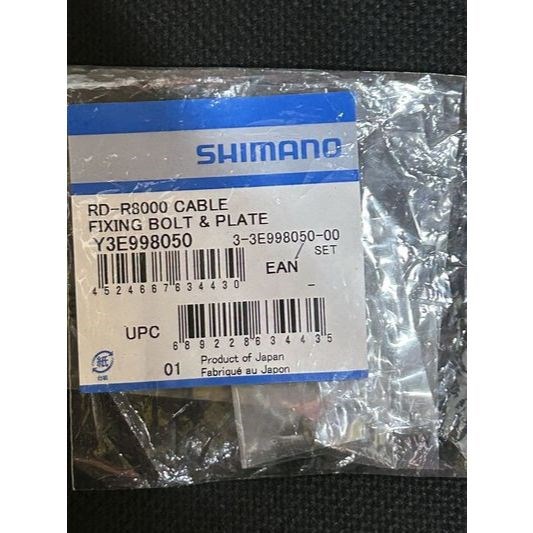 SHIMANO
RD-R8000 CABLE
FIXING BOLT & PLATE
Y3E998050 3-3E998050-00
SET
EAN
4524667634430
-
UPC
689228634435
紙
01 Product of Japan
Fabriqué au Japon